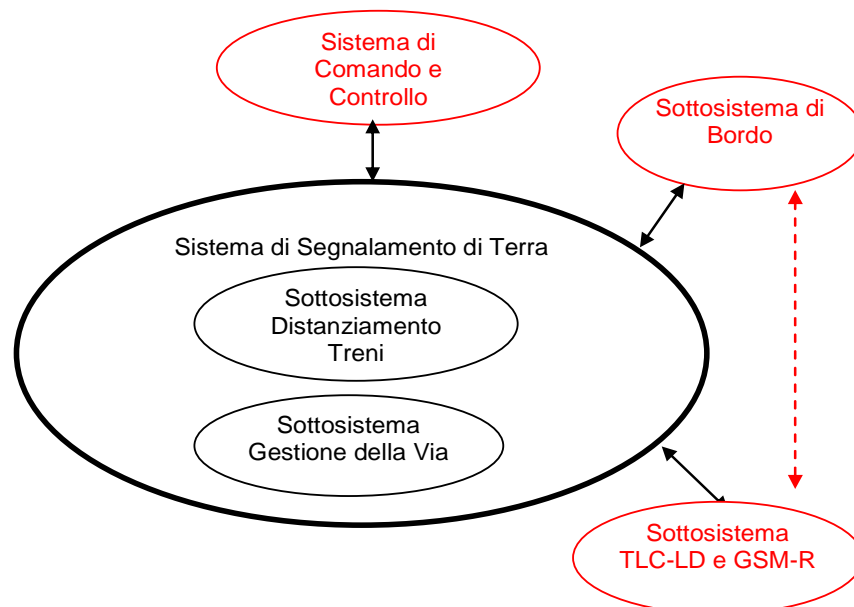 Sistema di
Comando e
Controllo
Sottosistema di
Bordo
Sistema di Segnalamento di Terra
Sottosistema
Distanziamento
Treni
Sottosistema
Gestione della Via
Sottosistema
TLC-LD e GSM-R